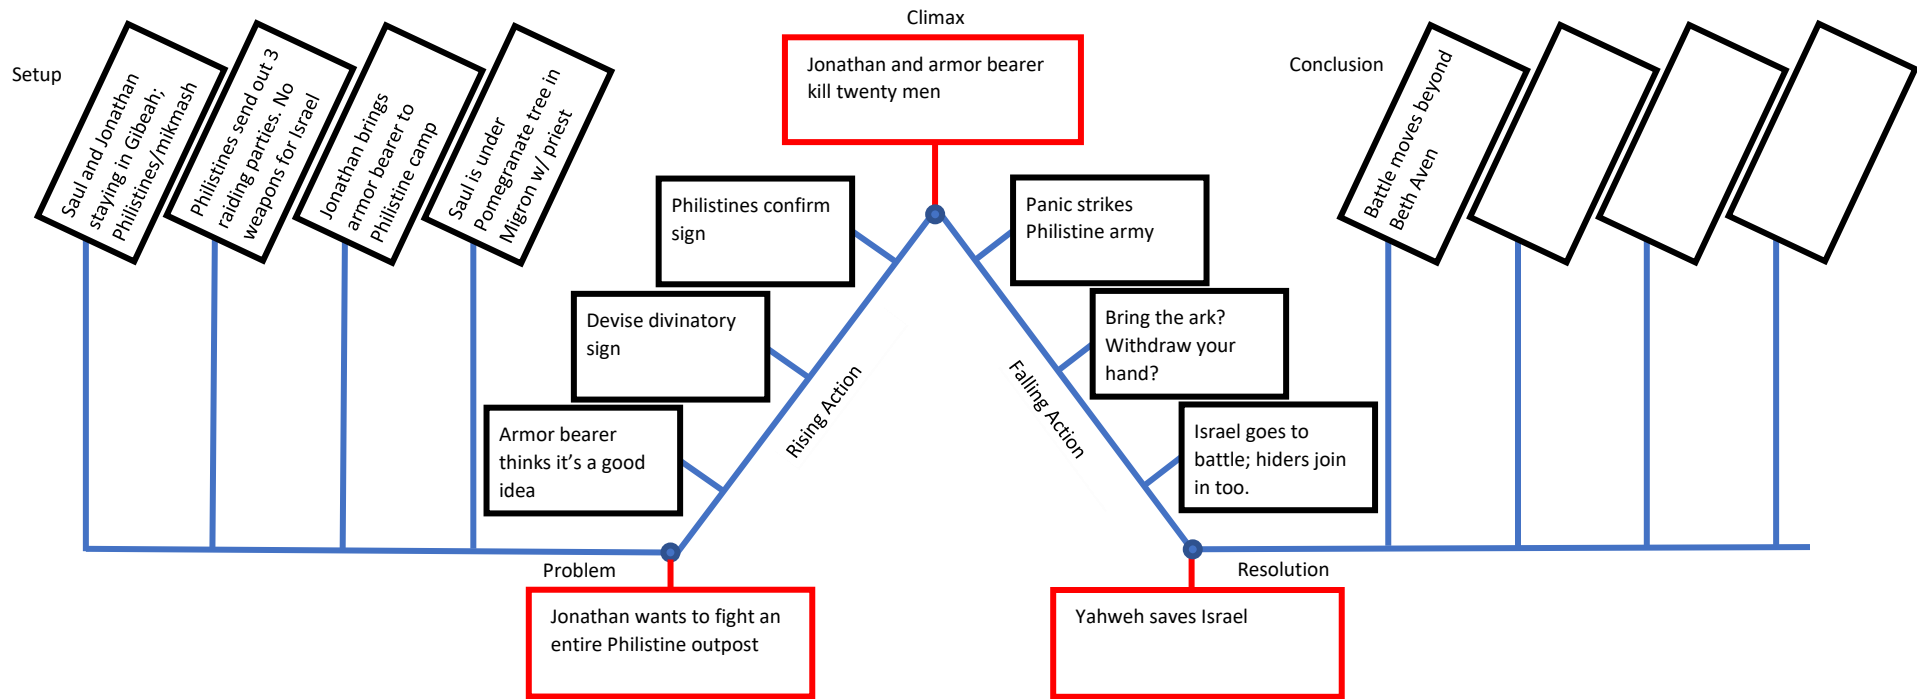 Setup
Saul and Jonathan
staying in Gibeah;
Philistines/mikmash
Philistines send out 3
raiding parties. No
weapons for Israel
Jonathan brings
armor bearer to
Philistine camp
Saul is under
Pomegranate tree in
Migron w/ priest
Problem
Jonathan wants to fight an
entire Philistine outpost
Rising Action
Armor bearer
thinks it’s a good
idea
Devise divinatory
sign
Philistines confirm
sign
Climax
Jonathan and armor bearer
kill twenty men
Falling Action
Panic strikes
Philistine army
Bring the ark?
Withdraw your
hand?
Israel goes to
battle; hiders join
in too.
Resolution
Yahweh saves Israel
Conclusion
Battle moves beyond
Beth Aven